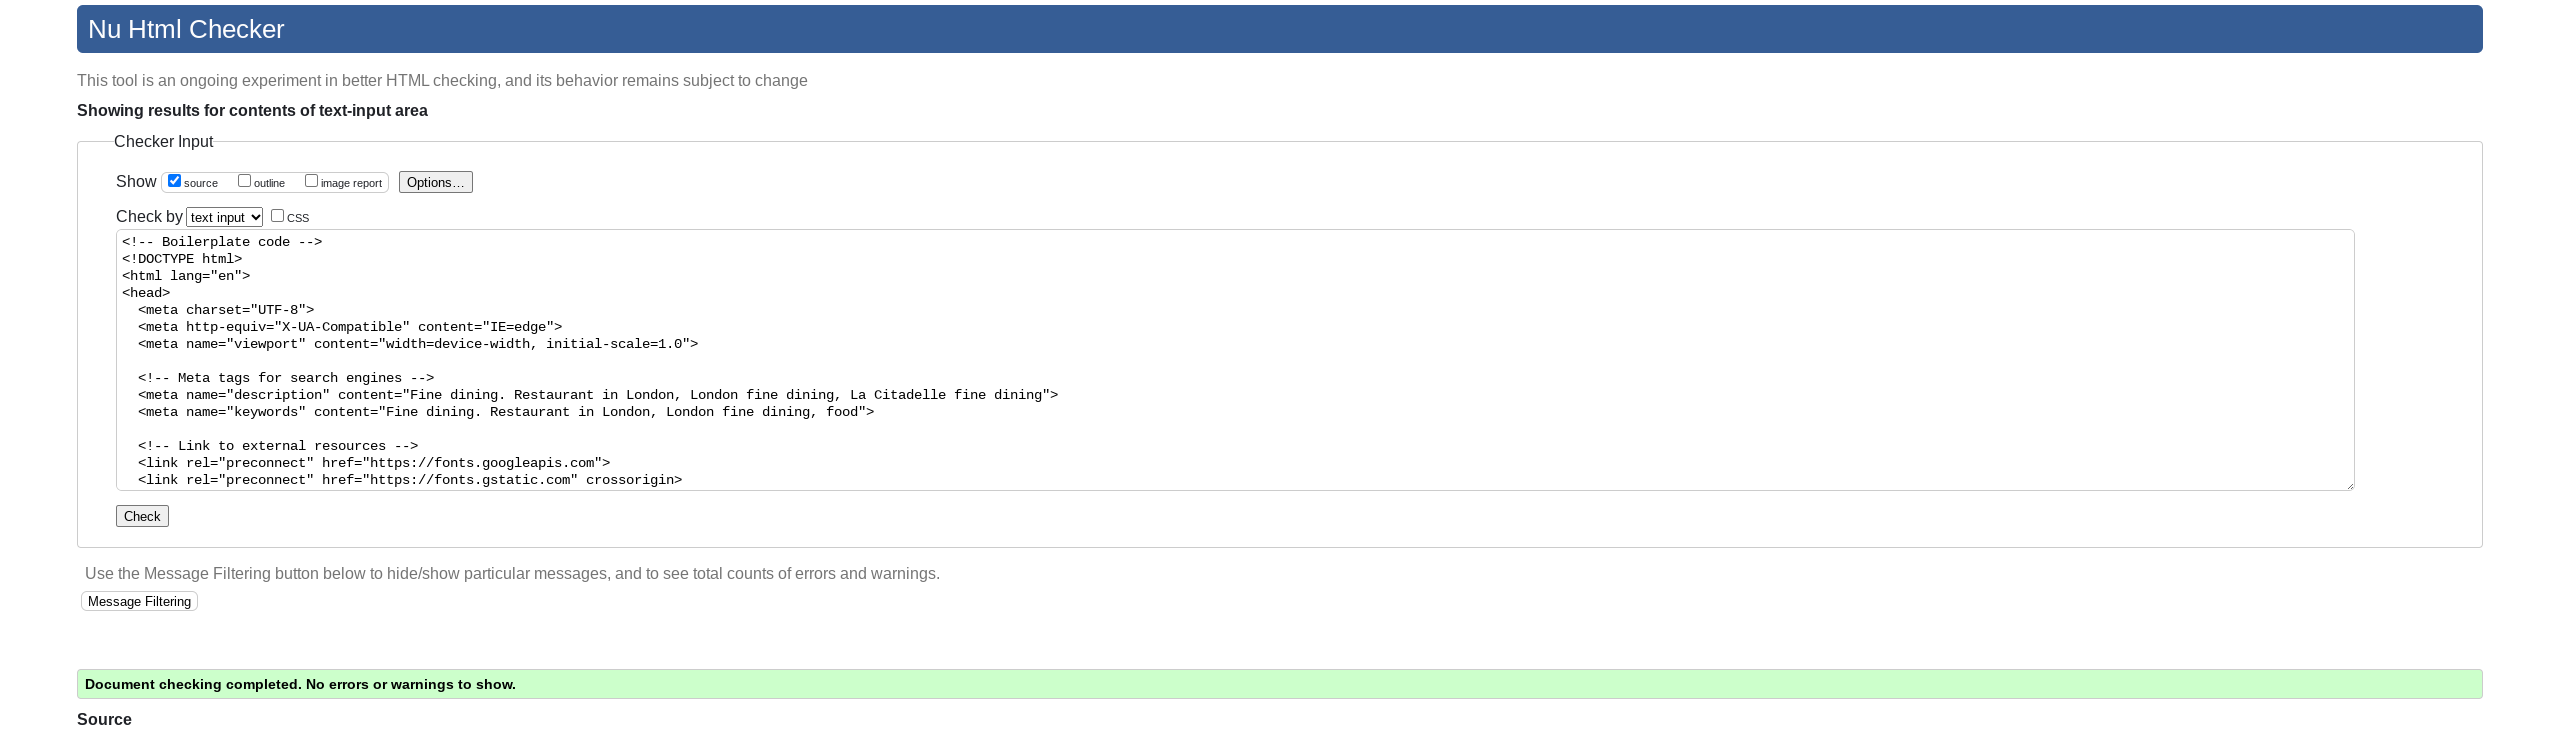 Nu Html Checker
This tool is an ongoing experiment in better HTML checking, and its behavior remains subject to change
Showing results for contents of text-input area
Checker Input
Show source outline image report Options...
Check by text input CSS
<!-- Boilerplate code -->
<!DOCTYPE html>
<html lang="en">
<head>
  <meta charset="UTF-8">
  <meta http-equiv="X-UA-Compatible" content="IE=edge">
  <meta name="viewport" content="width=device-width, initial-scale=1.0">
  <!-- Meta tags for search engines -->
  <meta name="description" content="Fine dining. Restaurant in London, London fine dining, La Citadelle fine dining">
  <meta name="keywords" content="Fine dining. Restaurant in London, London fine dining, food">
  <!-- Link to external resources -->
  <link rel="preconnect" href="https://fonts.googleapis.com">
  <link rel="preconnect" href="https://fonts.gstatic.com" crossorigin>
Check
Use the Message Filtering button below to hide/show particular messages, and to see total counts of errors and warnings.
Message Filtering
Document checking completed. No errors or warnings to show.
Source